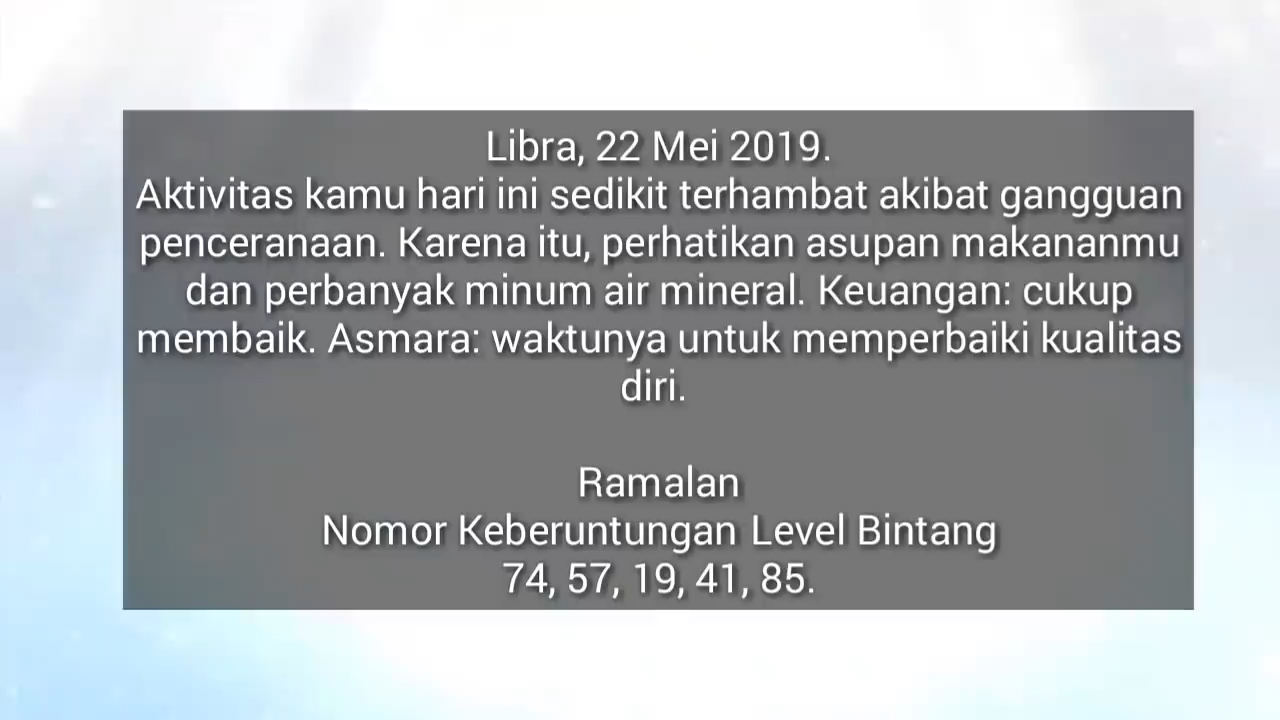 Libra, 22 Mei 2019.
Aktivitas kamu hari ini sedikit terhambat akibat gangguan
penceranaan. Karena itu, perhatikan asupan makananmu
dan perbanyak minum air mineral. Keuangan: cukup
membaik. Asmara: waktunya untuk memperbaiki kualitas
diri.
Ramalan
Nomor Keberuntungan Level Bintang
74, 57, 19, 41, 85.